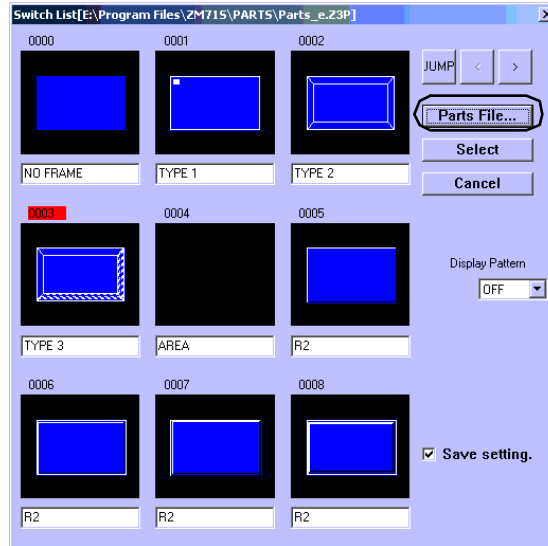 Switch List[E:\Program Files\ZM71S\PARTS\Parts_e.Z3P]
0000
0001
0002
JUMP
<
>
Parts File...
Select
Cancel
NO FRAME
TYPE 1
TYPE 2
0003
0004
0005
Display Pattern
OFF
TYPE 3
AREA
R2
0006
0007
0008
Save setting.
R2
R2
R2